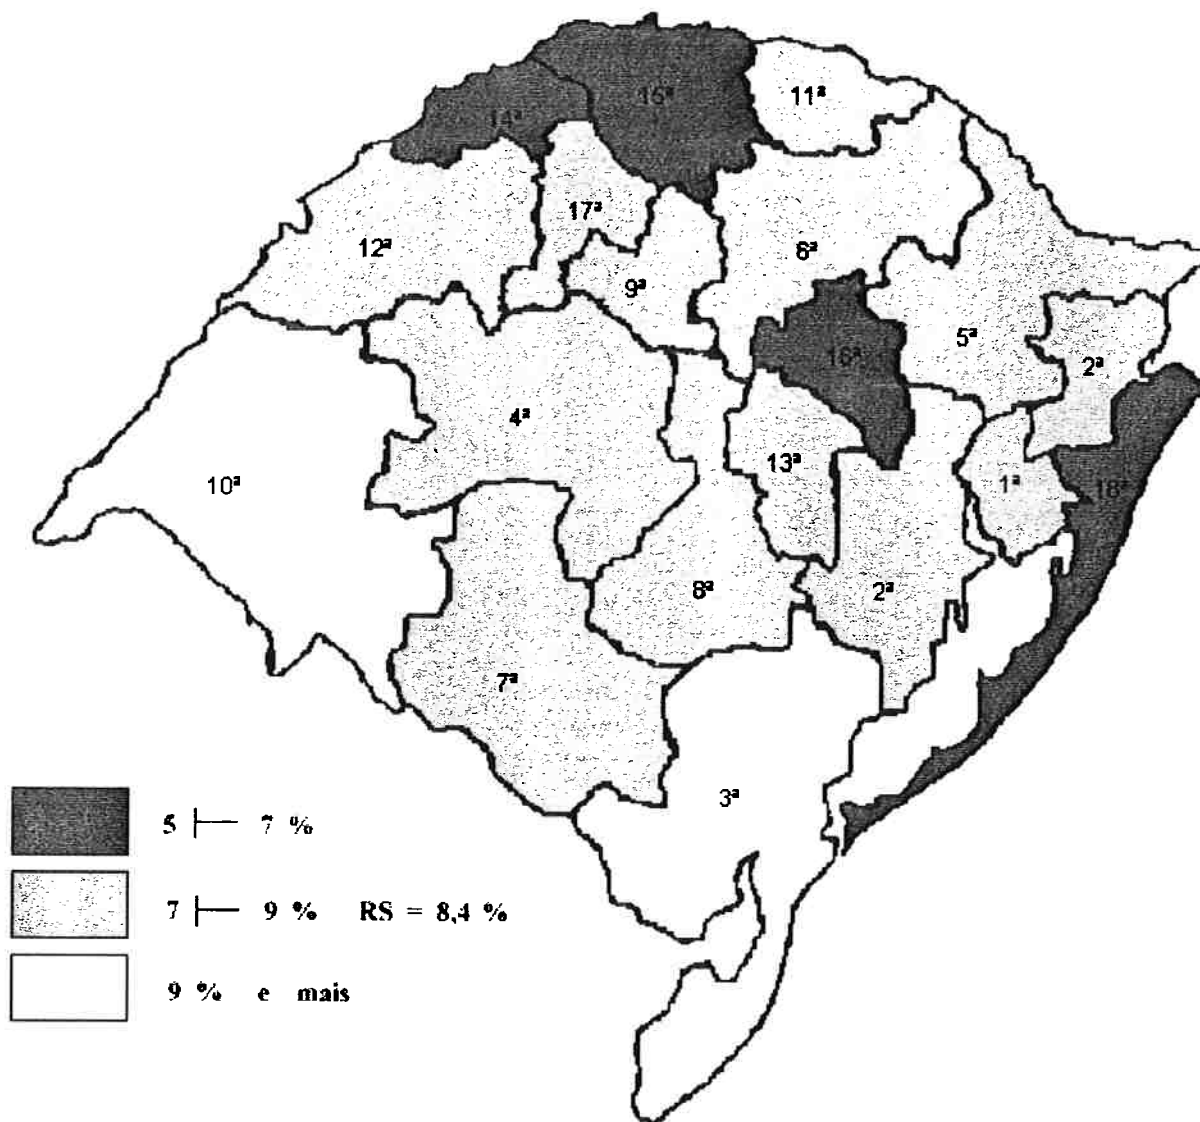 15ª
11ª
14ª
17ª
12ª
6ª
9ª
5ª
16ª
2ª
4ª
13ª
1ª
18ª
10ª
8ª
2ª
7ª
3ª
5 ├─ 7 %
7 ├─ 9 % RS = 8,4 %
9 % e mais